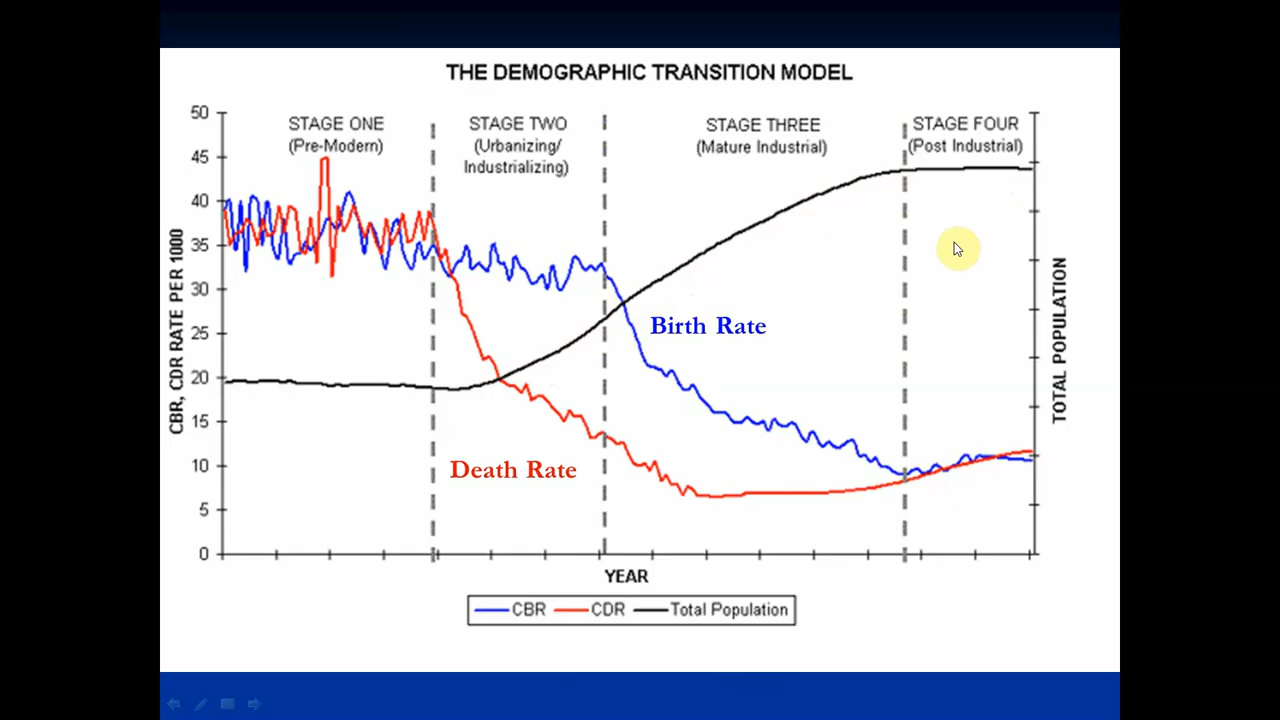 THE DEMOGRAPHIC TRANSITION MODEL
50
45
40
35
30
25
20
15
10
5
0
CBR, CDR RATE PER 1000
STAGE ONE
(Pre-Modern)
STAGE TWO
(Urbanizing/
Industrializing)
STAGE THREE
(Mature Industrial)
STAGE FOUR
(Post Industrial)
Birth Rate
Death Rate
TOTAL POPULATION
YEAR
CBR CDR Total Population